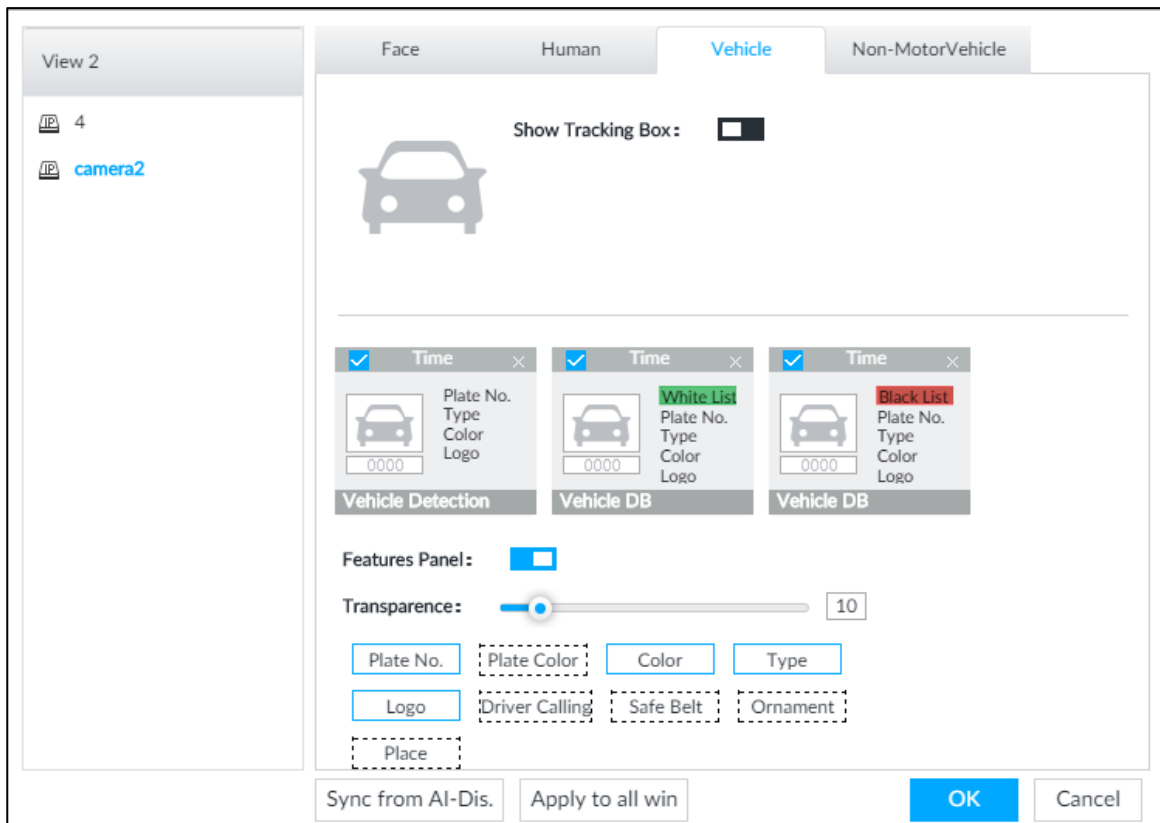 View 2
IP 4
IP camera2
Face Human Vehicle Non-MotorVehicle
Show Tracking Box:
Time × Time × Time ×
Plate No.
Type
Color
Logo
0000
Vehicle Detection
White List
Plate No.
Type
Color
Logo
0000
Vehicle DB
Black List
Plate No.
Type
Color
Logo
0000
Vehicle DB
Features Panel:
Transparence: 10
Plate No. Plate Color Color Type
Logo Driver Calling Safe Belt Ornament
Place
Sync from AI-Dis. Apply to all win OK Cancel